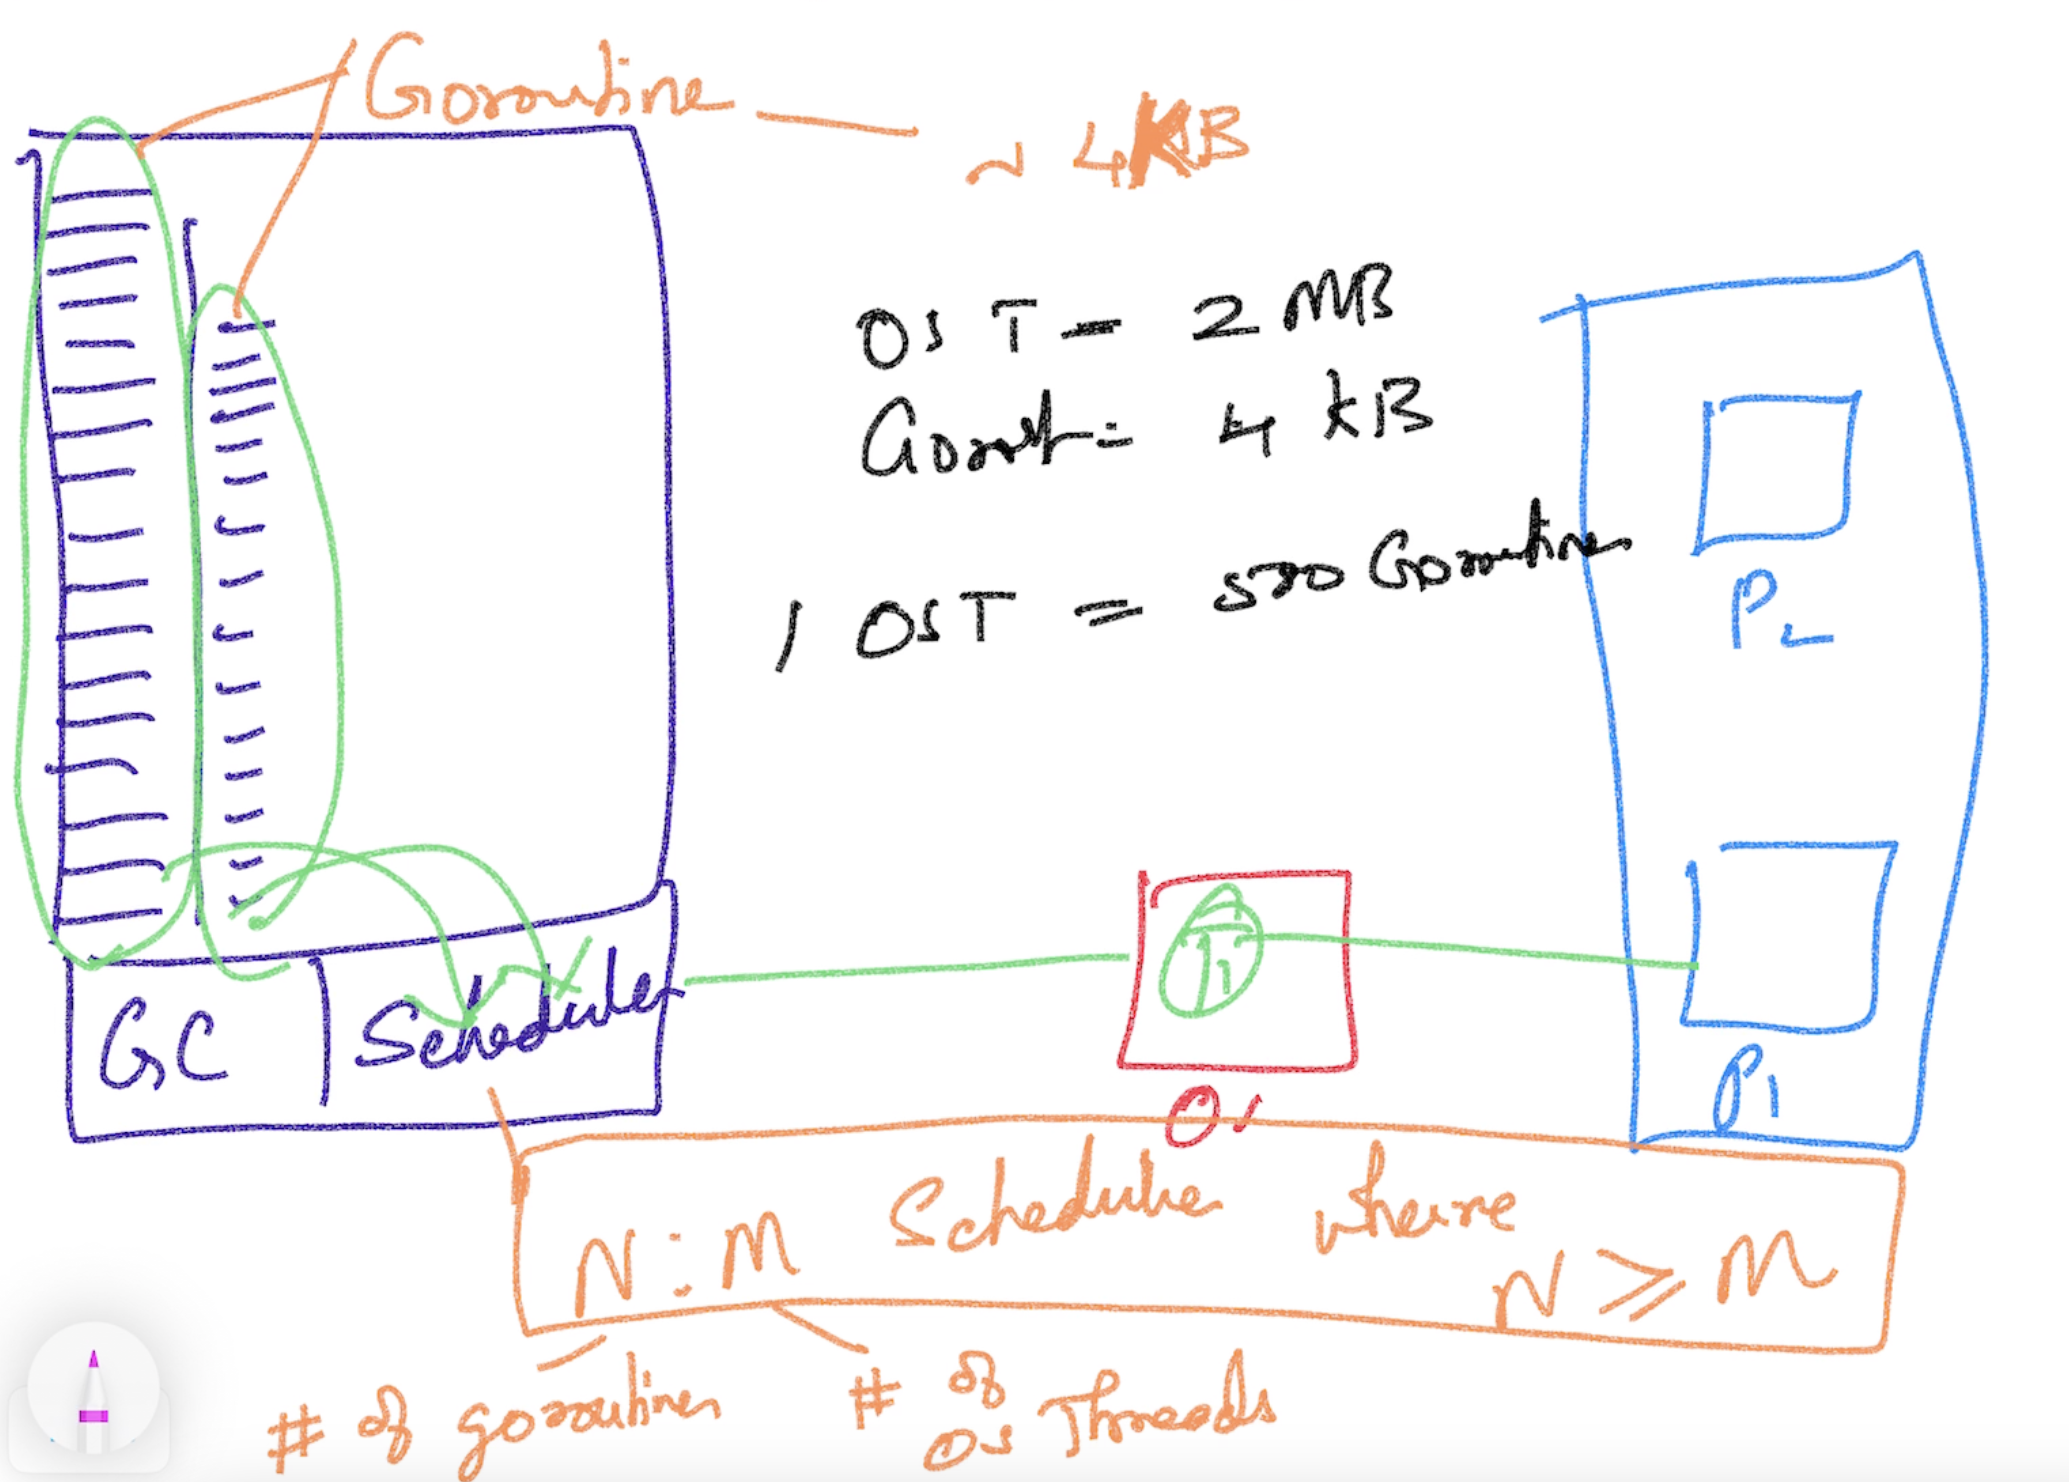 Goroutine
~ 4KB
OS T - 2 MB
= 4 KB
1 OST = 500 Goroutines
P2
T1
GC Scheduler
OS
P1
N:M Scheduler where N ≥ M
# of goroutines # of OS Threads